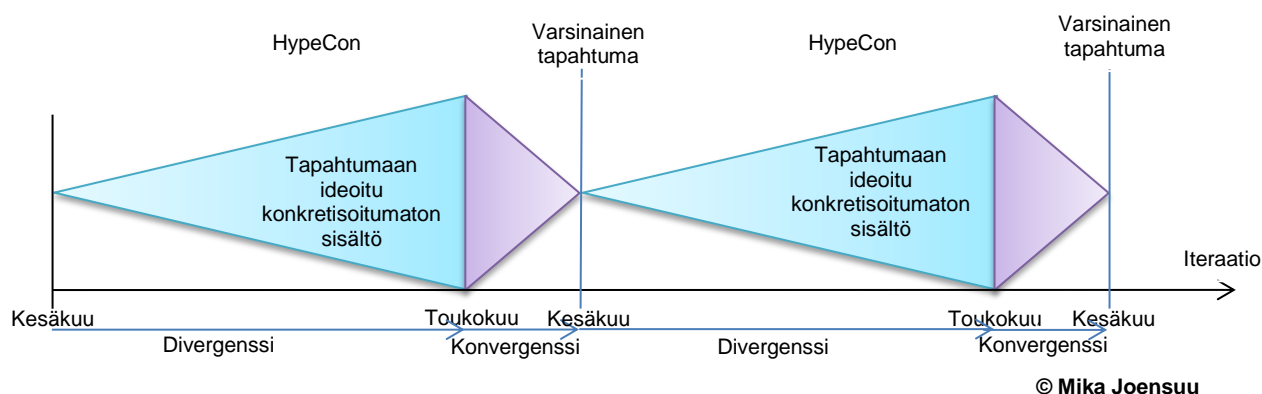 HypeCon
Varsinainen
tapahtuma
HypeCon
Varsinainen
tapahtuma
Tapahtumaan
ideoitu
konkretisoitumaton
sisältö
Tapahtumaan
ideoitu
konkretisoitumaton
sisältö
Iteraatio
Kesäkuu
Toukokuu
Kesäkuu
Toukokuu
Kesäkuu
Divergenssi
Konvergenssi
Divergenssi
Konvergenssi
© Mika Joensuu